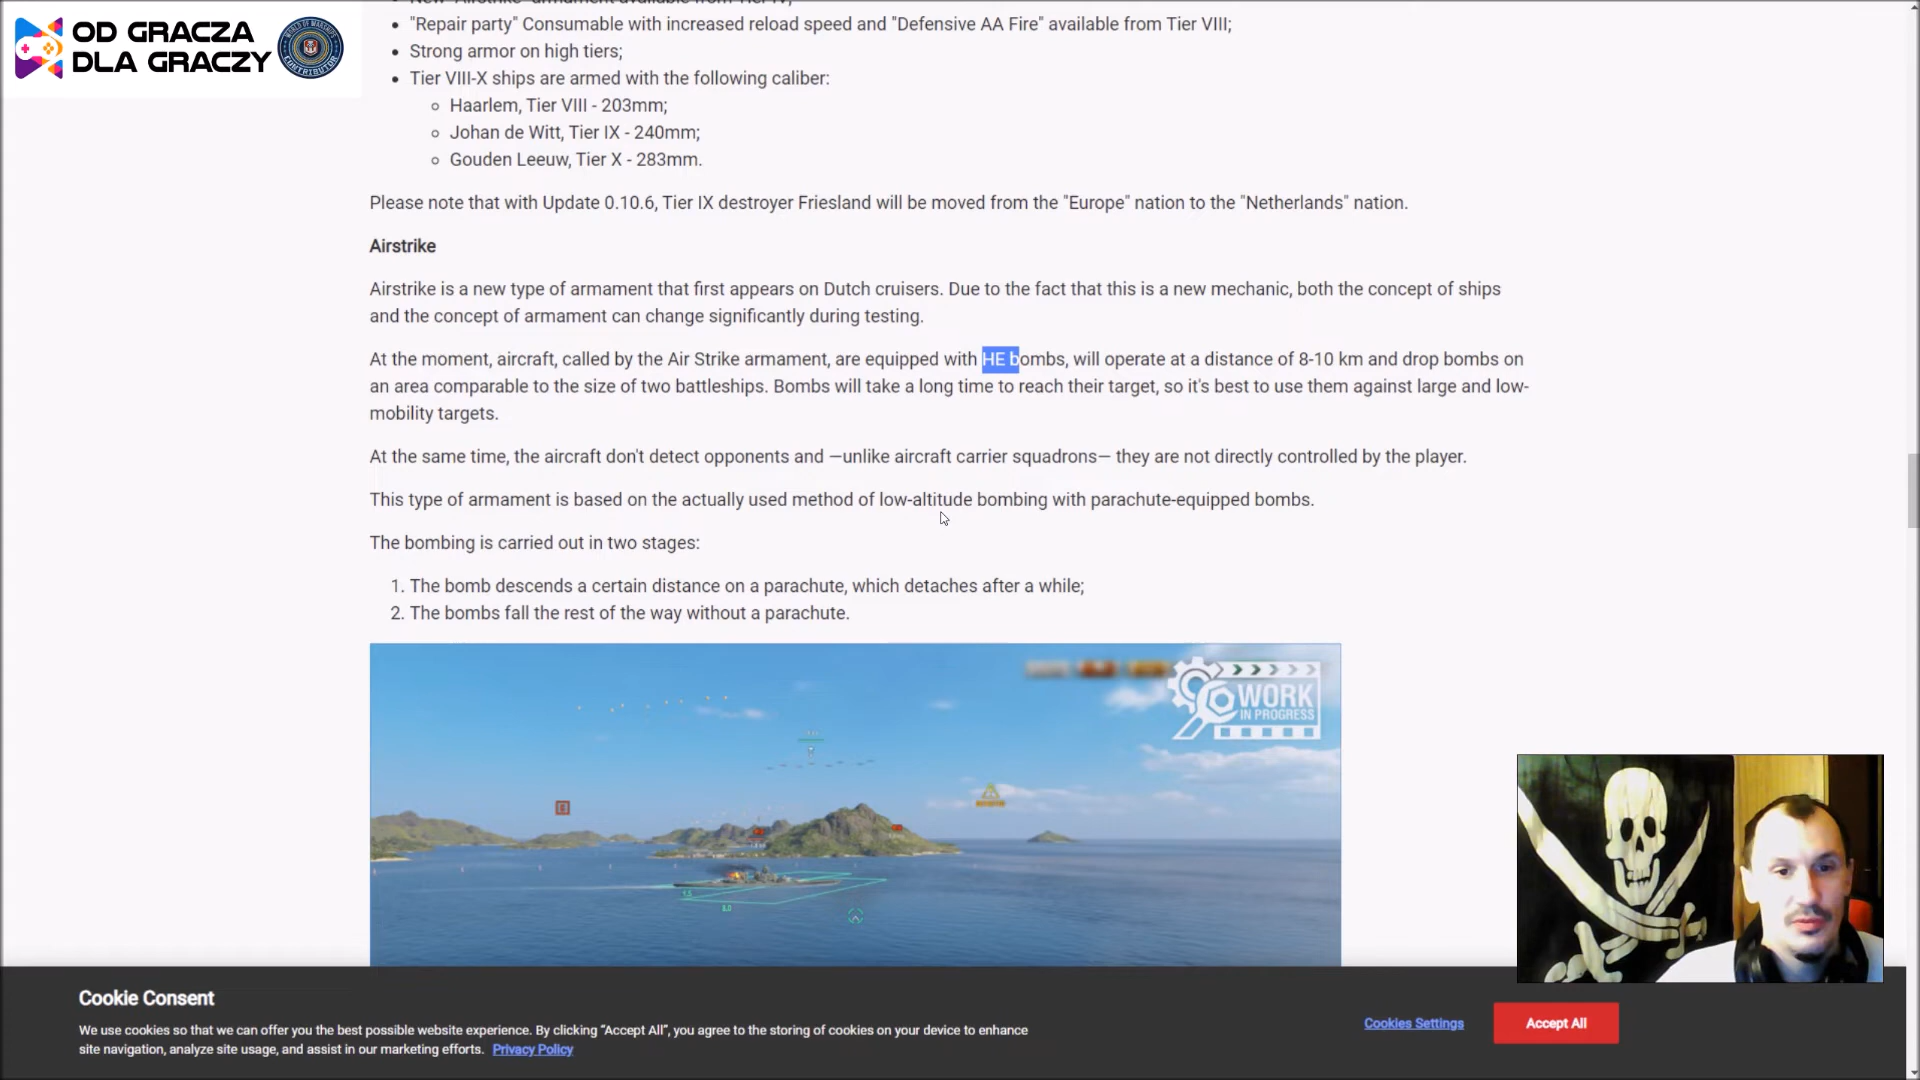 OD GRACZA
DLA GRACZY
WORLD OF WARSHIPS
CONTRIBUTOR
"Repair party" Consumable with increased reload speed and "Defensive AA Fire" available from Tier VIII;
Strong armor on high tiers;
Tier VIII-X ships are armed with the following caliber:
Haarlem, Tier VIII - 203mm;
Johan de Witt, Tier IX - 240mm;
Gouden Leeuw, Tier X - 283mm.
Please note that with Update 0.10.6, Tier IX destroyer Friesland will be moved from the "Europe" nation to the "Netherlands" nation.
Airstrike
Airstrike is a new type of armament that first appears on Dutch cruisers. Due to the fact that this is a new mechanic, both the concept of ships
and the concept of armament can change significantly during testing.
At the moment, aircraft, called by the Air Strike armament, are equipped with HE bombs, will operate at a distance of 8-10 km and drop bombs on
an area comparable to the size of two battleships. Bombs will take a long time to reach their target, so it's best to use them against large and low-
mobility targets.
At the same time, the aircraft don't detect opponents and —unlike aircraft carrier squadrons— they are not directly controlled by the player.
This type of armament is based on the actually used method of low-altitude bombing with parachute-equipped bombs.
The bombing is carried out in two stages:
1. The bomb descends a certain distance on a parachute, which detaches after a while;
2. The bombs fall the rest of the way without a parachute.
WORK
IN PROGRESS
Cookie Consent
We use cookies so that we can offer you the best possible website experience. By clicking “Accept All”, you agree to the storing of cookies on your device to enhance
site navigation, analyze site usage, and assist in our marketing efforts. Privacy Policy
Cookies Settings
Accept All